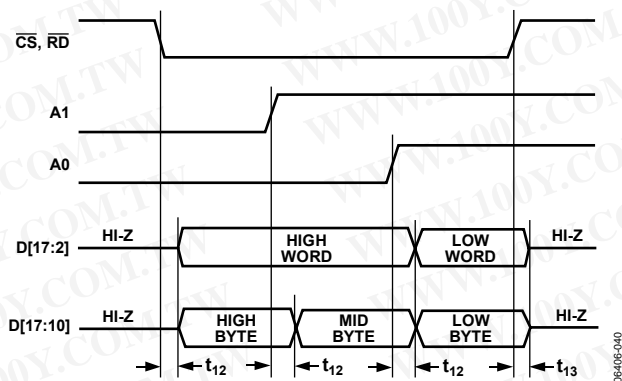 CS, RD
A1
A0
D[17:2] HI-Z HIGH WORD LOW WORD HI-Z
D[17:10] HI-Z HIGH BYTE MID BYTE LOW BYTE HI-Z
t12 t12 t12 t13
06406-040
WWW.100Y.COM.TW